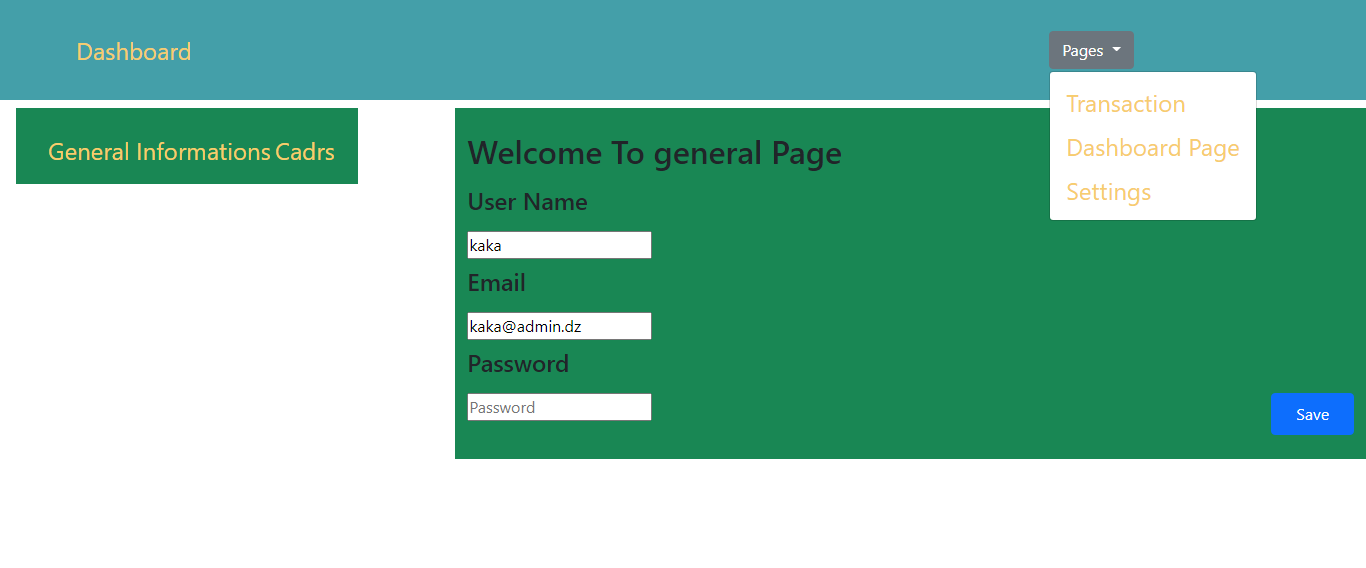 Dashboard
Pages
Transaction
Dashboard Page
Settings
General Informations Cadrs
Welcome To general Page
User Name
kaka
Email
kaka@admin.dz
Password
Password
Save